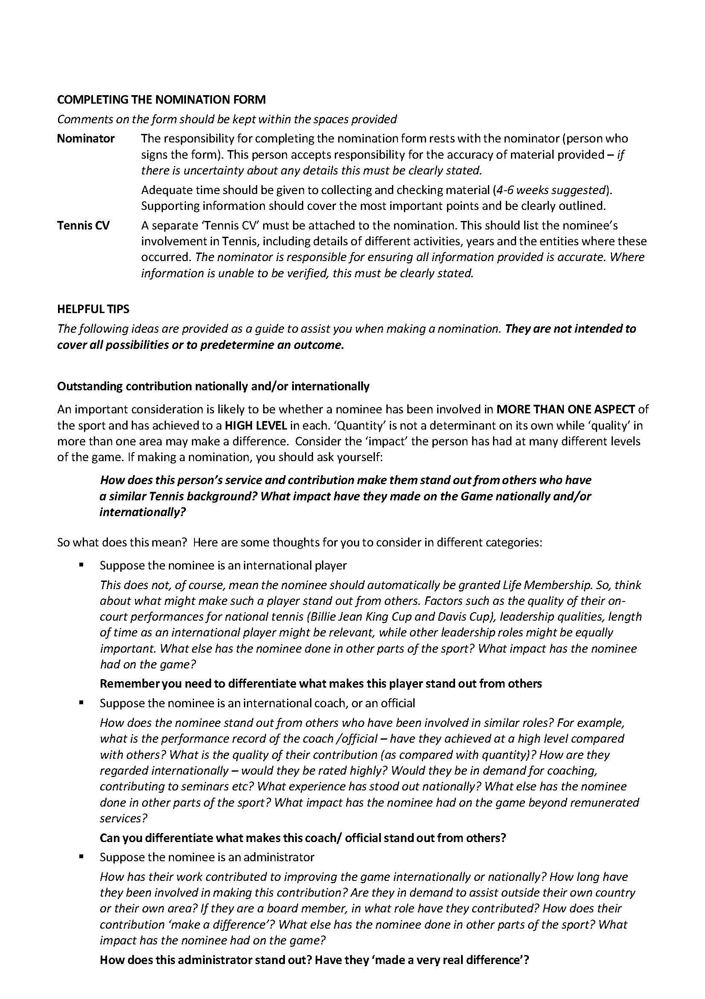 COMPLETING THE NOMINATION FORM
Comments on the form should be kept within the spaces provided
Nominator The responsibility for completing the nomination form rests with the nominator (person who
signs the form). This person accepts responsibility for the accuracy of material provided – if
there is uncertainty about any details this must be clearly stated.
Adequate time should be given to collecting and checking material (4-6 weeks suggested).
Supporting information should cover the most important points and be clearly outlined.
Tennis CV A separate ‘Tennis CV’ must be attached to the nomination. This should list the nominee’s
involvement in Tennis, including details of different activities, years and the entities where these
occurred. The nominator is responsible for ensuring all information provided is accurate. Where
information is unable to be verified, this must be clearly stated.
HELPFUL TIPS
The following ideas are provided as a guide to assist you when making a nomination. They are not intended to
cover all possibilities or to predetermine an outcome.
Outstanding contribution nationally and/or internationally
An important consideration is likely to be whether a nominee has been involved in MORE THAN ONE ASPECT of
the sport and has achieved to a HIGH LEVEL in each. ‘Quantity’ is not a determinant on its own while ‘quality’ in
more than one area may make a difference. Consider the ‘impact’ the person has had at many different levels
of the game. If making a nomination, you should ask yourself:
How does this person’s service and contribution make them stand out from others who have
a similar Tennis background? What impact have they made on the Game nationally and/or
internationally?
So what does this mean? Here are some thoughts for you to consider in different categories:
▪ Suppose the nominee is an international player
This does not, of course, mean the nominee should automatically be granted Life Membership. So, think
about what might make such a player stand out from others. Factors such as the quality of their on-
court performances for national tennis (Billie Jean King Cup and Davis Cup), leadership qualities, length
of time as an international player might be relevant, while other leadership roles might be equally
important. What else has the nominee done in other parts of the sport? What impact has the nominee
had on the game?
Remember you need to differentiate what makes this player stand out from others
▪ Suppose the nominee is an international coach, or an official
How does the nominee stand out from others who have been involved in similar roles? For example,
what is the performance record of the coach /official – have they achieved at a high level compared
with others? What is the quality of their contribution (as compared with quantity)? How are they
regarded internationally – would they be rated highly? Would they be in demand for coaching,
contributing to seminars etc? What experience has stood out nationally? What else has the nominee
done in other parts of the sport? What impact has the nominee had on the game beyond remunerated
services?
Can you differentiate what makes this coach/ official stand out from others?
▪ Suppose the nominee is an administrator
How has their work contributed to improving the game internationally or nationally? How long have
they been involved in making this contribution? Are they in demand to assist outside their own country
or their own area? If they are a board member, in what role have they contributed? How does their
contribution ‘make a difference’? What else has the nominee done in other parts of the sport? What
impact has the nominee had on the game?
How does this administrator stand out? Have they ‘made a very real difference’?